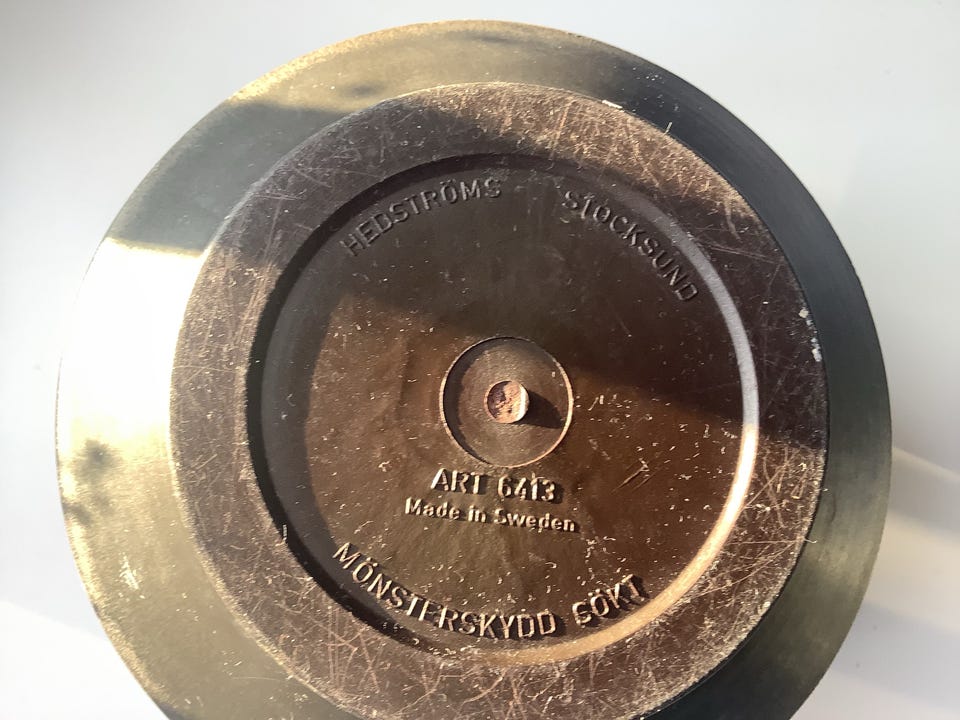 HEDSTRÖMS STOCKSUND
ART 6413
Made in Sweden
MÖNSTERSKYDD SÖKT